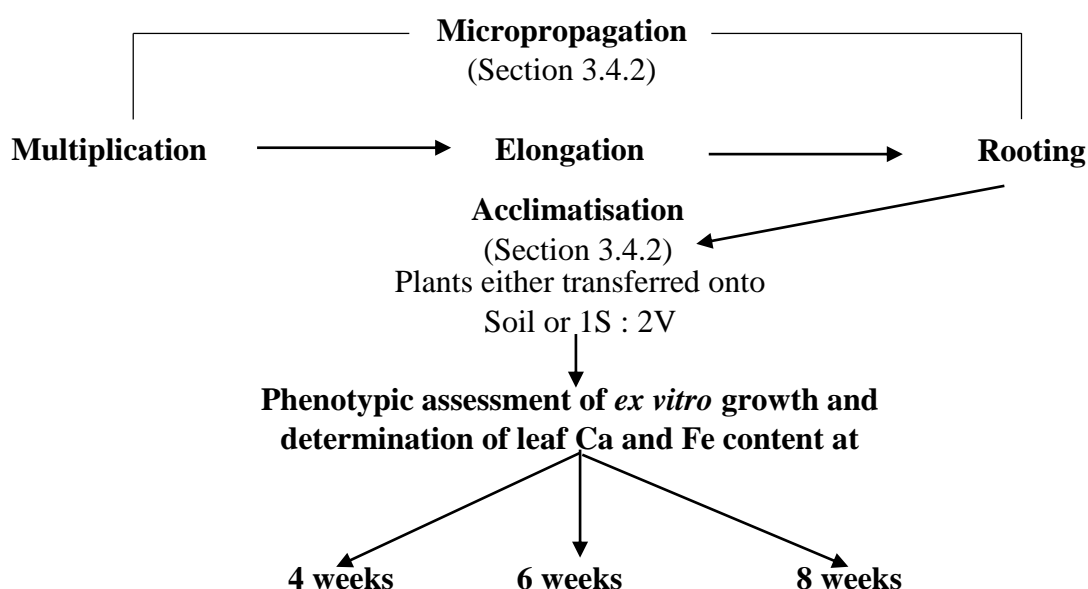 Micropropagation
(Section 3.4.2)
Multiplication Elongation Rooting
Acclimatisation
(Section 3.4.2)
Plants either transferred onto
Soil or 1S : 2V
Phenotypic assessment of ex vitro growth and
determination of leaf Ca and Fe content at
4 weeks 6 weeks 8 weeks